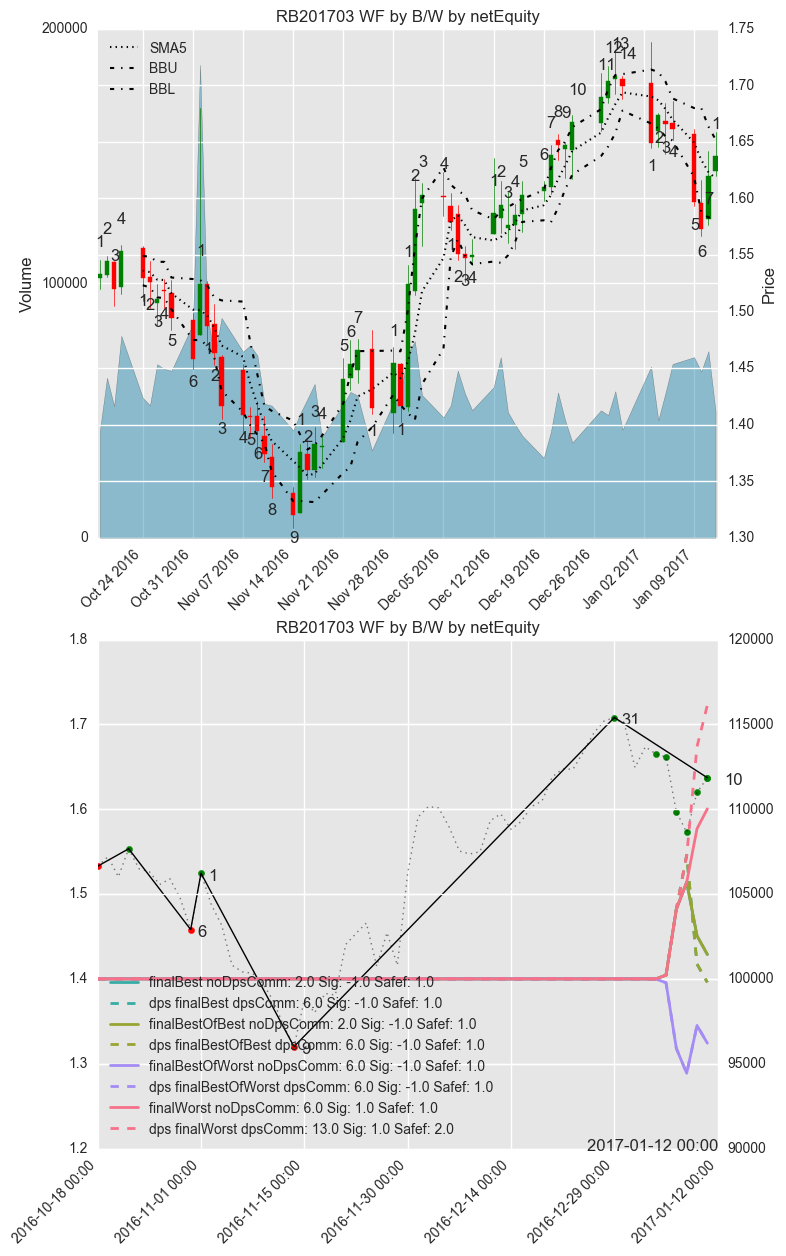 RB201703 WF by B/W by netEquity
200000
100000
0
Volume
SMA5
BBU
BBL
1.75
1.70
1.65
1.60
1.55
1.50
1.45
1.40
1.35
1.30
Price
Oct 24 2016
Oct 31 2016
Nov 07 2016
Nov 14 2016
Nov 21 2016
Nov 28 2016
Dec 05 2016
Dec 12 2016
Dec 19 2016
Dec 26 2016
Jan 02 2017
Jan 09 2017
RB201703 WF by B/W by netEquity
1.8
1.7
1.6
1.5
1.4
1.3
1.2
120000
115000
110000
105000
100000
95000
90000
31
10
1
6
9
finalBest noDpsComm: 2.0 Sig: -1.0 Safef: 1.0
dps finalBest dpsComm: 6.0 Sig: -1.0 Safef: 1.0
finalBestOfBest noDpsComm: 2.0 Sig: -1.0 Safef: 1.0
dps finalBestOfBest dpsComm: 6.0 Sig: -1.0 Safef: 1.0
finalBestOfWorst noDpsComm: 6.0 Sig: -1.0 Safef: 1.0
dps finalBestOfWorst dpsComm: 6.0 Sig: -1.0 Safef: 1.0
finalWorst noDpsComm: 6.0 Sig: 1.0 Safef: 1.0
dps finalWorst dpsComm: 13.0 Sig: 1.0 Safef: 2.0
2017-01-12 00:00
2016-10-18 00:00
2016-11-01 00:00
2016-11-15 00:00
2016-11-30 00:00
2016-12-14 00:00
2016-12-29 00:00
2017-01-12 00:00